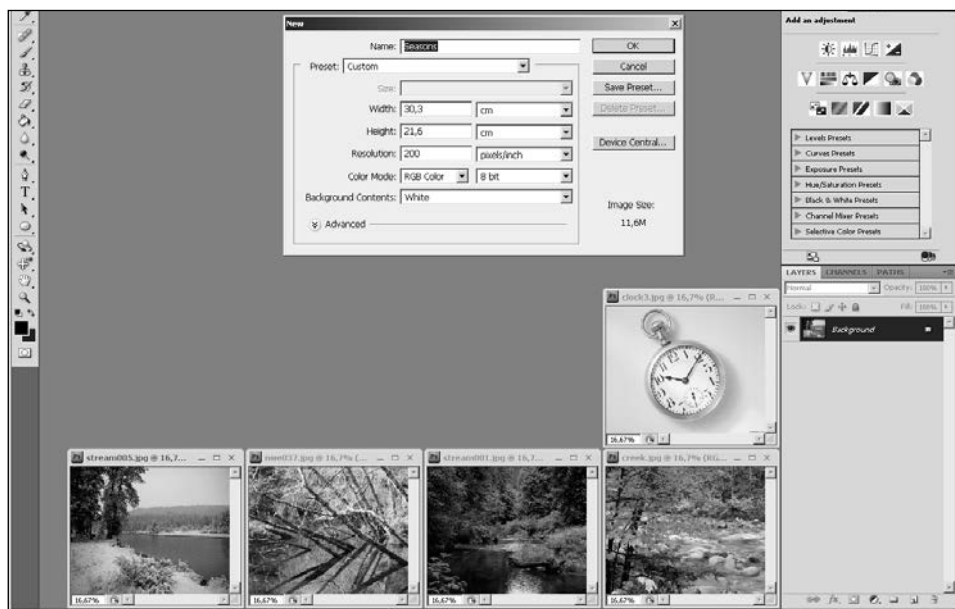 New
Name: Seasons
Preset: Custom
Size:
Width: 30,3 cm
Height: 21,6 cm
Resolution: 200 pixels/inch
Color Mode: RGB Color 8 bit
Background Contents: White
Advanced
OK
Cancel
Save Preset...
Delete Preset...
Device Central...
Image Size:
11,6M
Add an adjustment
Levels Presets
Curves Presets
Exposure Presets
Hue/Saturation Presets
Black & White Presets
Channel Mixer Presets
Selective Color Presets
LAYERS CHANNELS PATHS
Normal Opacity: 100%
Lock: Fill: 100%
Background
clock3.jpg @ 16,7% (R...
16,67%
stream005.jpg @ 16,7...
16,67%
16,7% (...
16,67%
stream001.jpg @ 16,7...
16,67%
creek.jpg @ 16,7% (RG...
16,67%